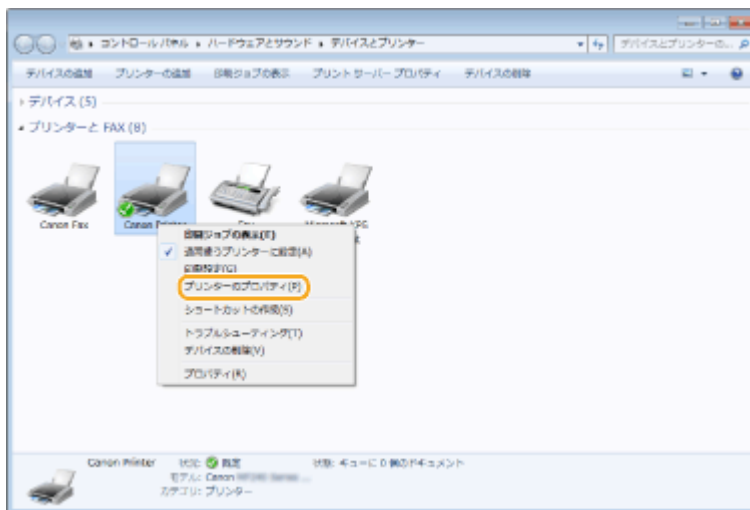 コントロール パネル ▸ ハードウェアとサウンド ▸ デバイスとプリンター
デバイスとプリンターの...
デバイスの追加 プリンターの追加 印刷ジョブの表示 プリント サーバー プロパティ デバイスの削除
デバイス (5)
プリンターと FAX (8)
Canon Fax Canon Printer Fax Microsoft XPS
印刷ジョブの表示(E)
通常使うプリンターに設定(A)
印刷設定(G)
プリンターのプロパティ(P)
ショートカットの作成(S)
トラブルシューティング(T)
デバイスの削除(V)
プロパティ(R)
Canon Printer 状態: 既定 状態: キューに 0 個のドキュメント
モデル: Canon
カテゴリ: プリンター